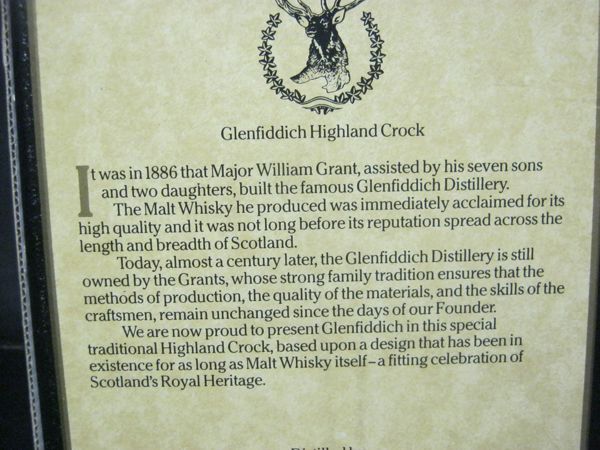 Glenfiddich Highland Crock
It was in 1886 that Major William Grant, assisted by his seven sons
and two daughters, built the famous Glenfiddich Distillery.
The Malt Whisky he produced was immediately acclaimed for its
high quality and it was not long before its reputation spread across the
length and breadth of Scotland.
Today, almost a century later, the Glenfiddich Distillery is still
owned by the Grants, whose strong family tradition ensures that the
methods of production, the quality of the materials, and the skills of the
craftsmen, remain unchanged since the days of our Founder.
We are now proud to present Glenfiddich in this special
traditional Highland Crock, based upon a design that has been in
existence for as long as Malt Whisky itself–a fitting celebration of
Scotland's Royal Heritage.